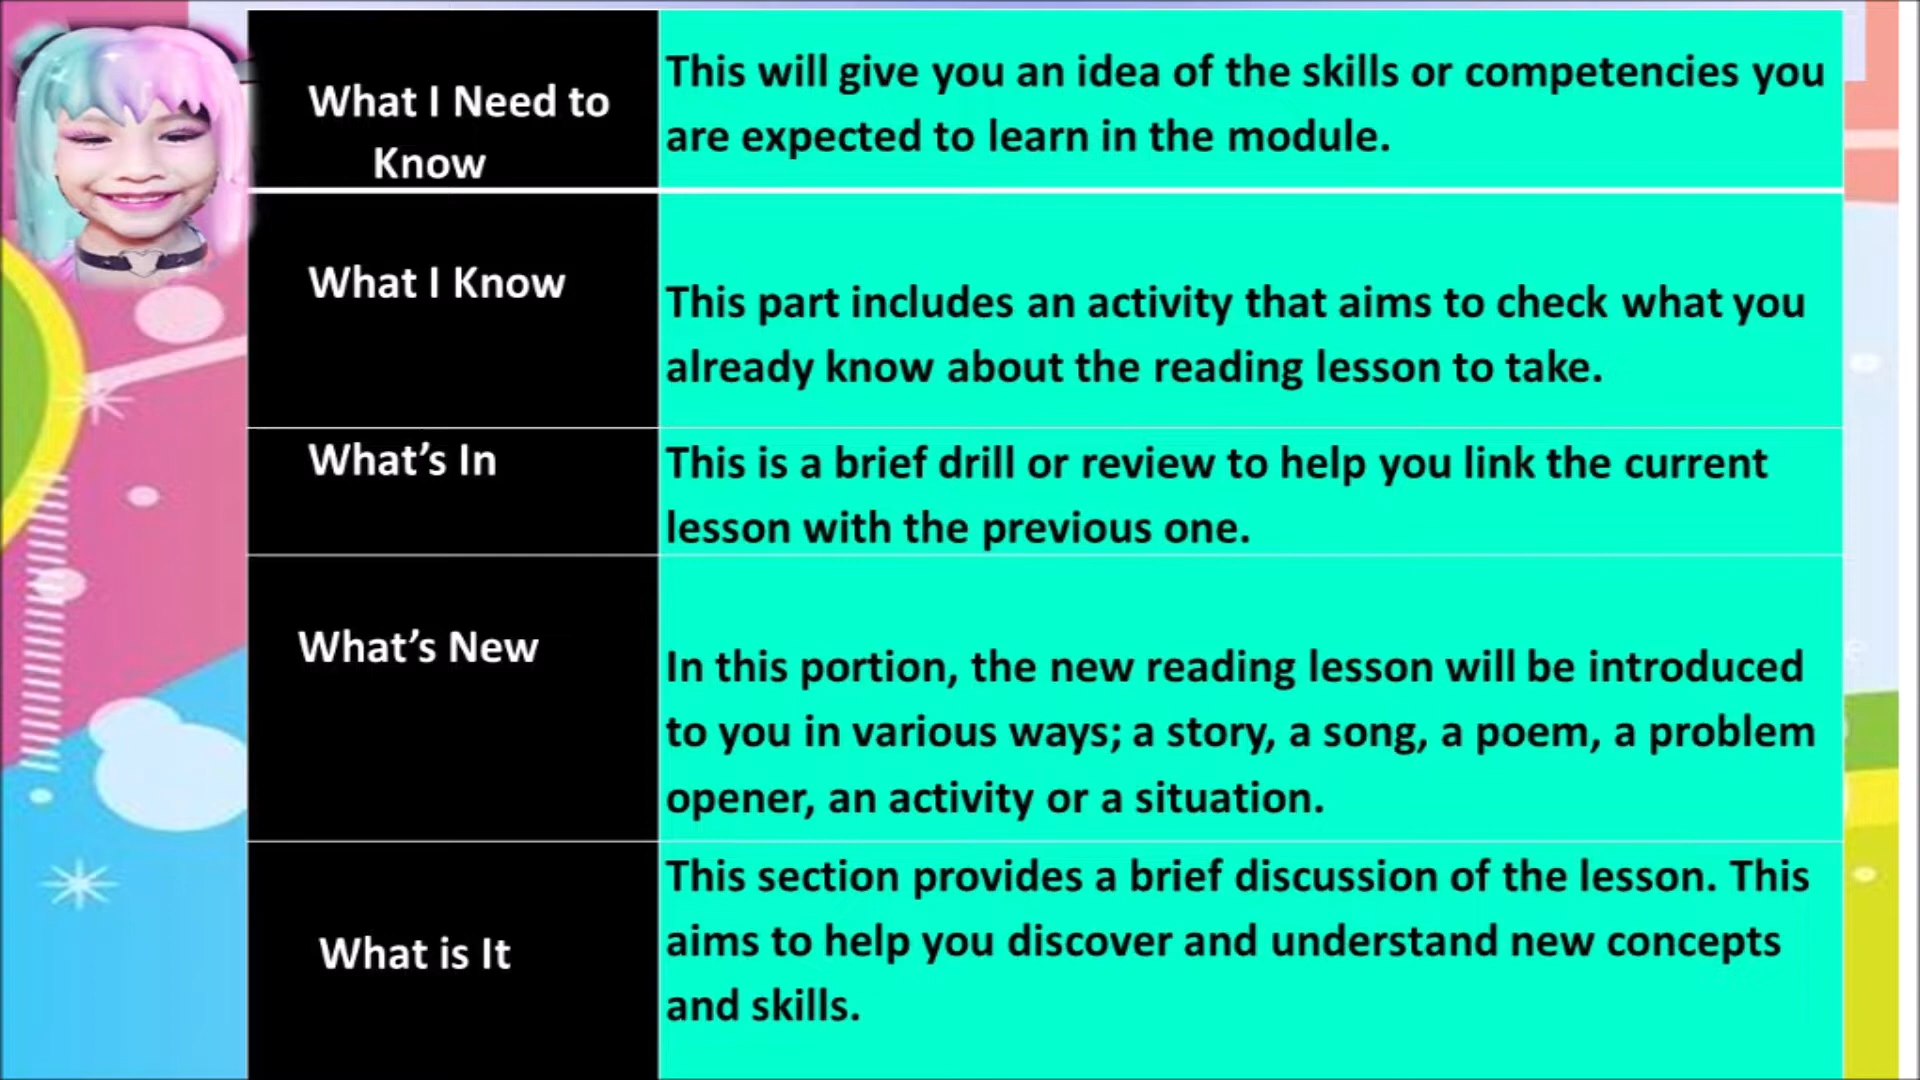 What I Need to
Know
This will give you an idea of the skills or competencies you
are expected to learn in the module.
What I Know
This part includes an activity that aims to check what you
already know about the reading lesson to take.
What’s In
This is a brief drill or review to help you link the current
lesson with the previous one.
What’s New
In this portion, the new reading lesson will be introduced
to you in various ways; a story, a song, a poem, a problem
opener, an activity or a situation.
What is It
This section provides a brief discussion of the lesson. This
aims to help you discover and understand new concepts
and skills.